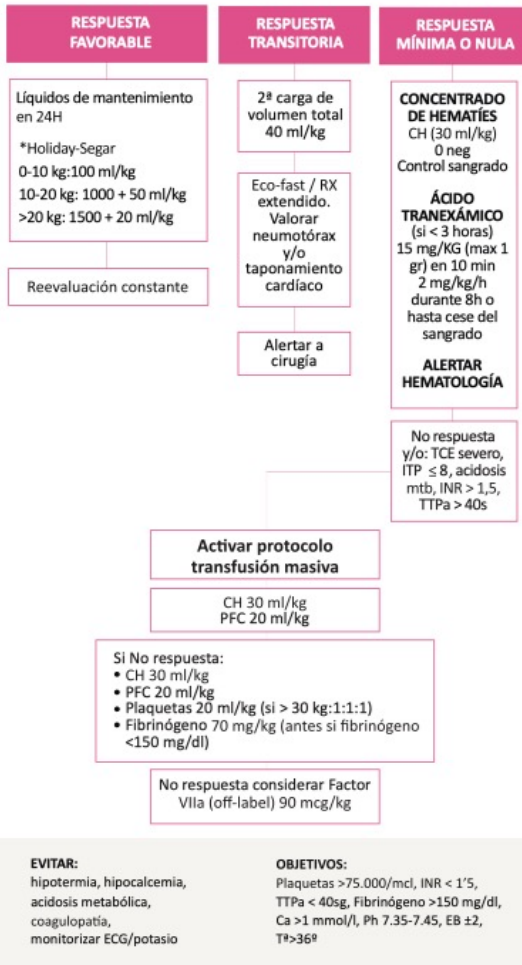 RESPUESTA
FAVORABLE
Líquidos de mantenimiento
en 24H
*Holiday-Segar
0-10 kg:100 ml/kg
10-20 kg: 1000 + 50 ml/kg
>20 kg: 1500 + 20 ml/kg
Reevaluación constante
RESPUESTA
TRANSITORIA
2ª carga de
volumen total
40 ml/kg
Eco-fast / RX
extendido.
Valorar
neumotórax
y/o
taponamiento
cardíaco
Alertar a
cirugía
RESPUESTA
MÍNIMA O NULA
CONCENTRADO
DE HEMATÍES
CH (30 ml/kg)
0 neg
Control sangrado
ÁCIDO
TRANEXÁMICO
(si < 3 horas)
15 mg/KG (max 1
gr) en 10 min
2 mg/kg/h
durante 8h o
hasta cese del
sangrado
ALERTAR
HEMATOLOGÍA
No respuesta
y/o: TCE severo,
ITP ≤ 8, acidosis
mtb, INR > 1,5,
TTPa > 40s
Activar protocolo
transfusión masiva
CH 30 ml/kg
PFC 20 ml/kg
Si No respuesta:
• CH 30 ml/kg
• PFC 20 ml/kg
• Plaquetas 20 ml/kg (si > 30 kg:1:1:1)
• Fibrinógeno 70 mg/kg (antes si fibrinógeno
<150 mg/dl)
No respuesta considerar Factor
VIIa (off-label) 90 mcg/kg
EVITAR:
hipotermia, hipocalcemia,
acidosis metabólica,
coagulopatía,
monitorizar ECG/potasio
OBJETIVOS:
Plaquetas >75.000/mcl, INR < 1'5,
TTPa < 40sg, Fibrinógeno >150 mg/dl,
Ca >1 mmol/l, Ph 7.35-7.45, EB ±2,
Tª>36º